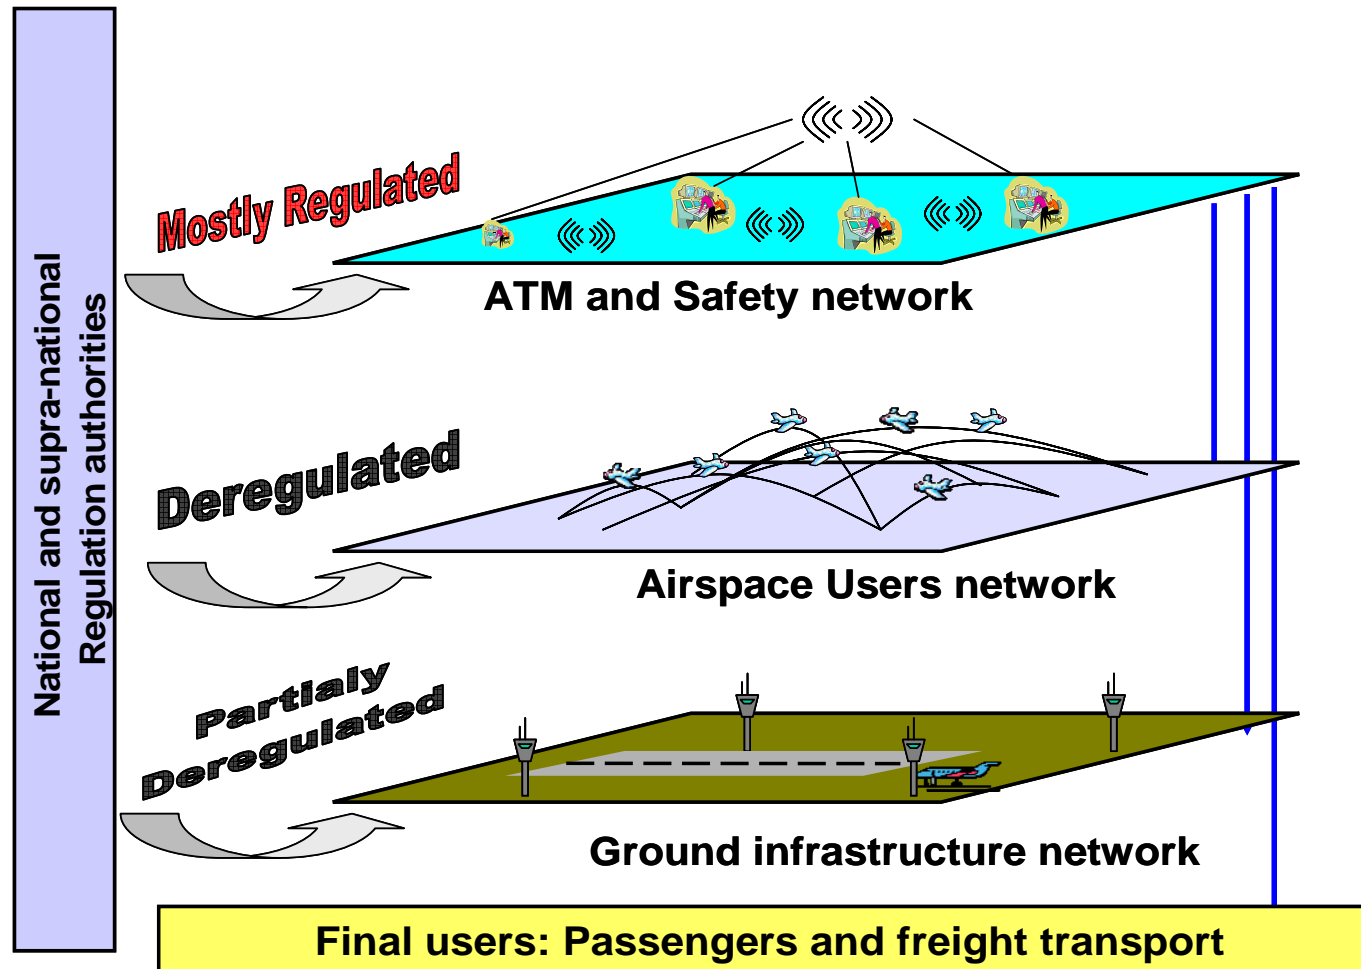 National and supra-national
Regulation authorities
Mostly Regulated
ATM and Safety network
Deregulated
Airspace Users network
Partialy
Deregulated
Ground infrastructure network
Final users: Passengers and freight transport